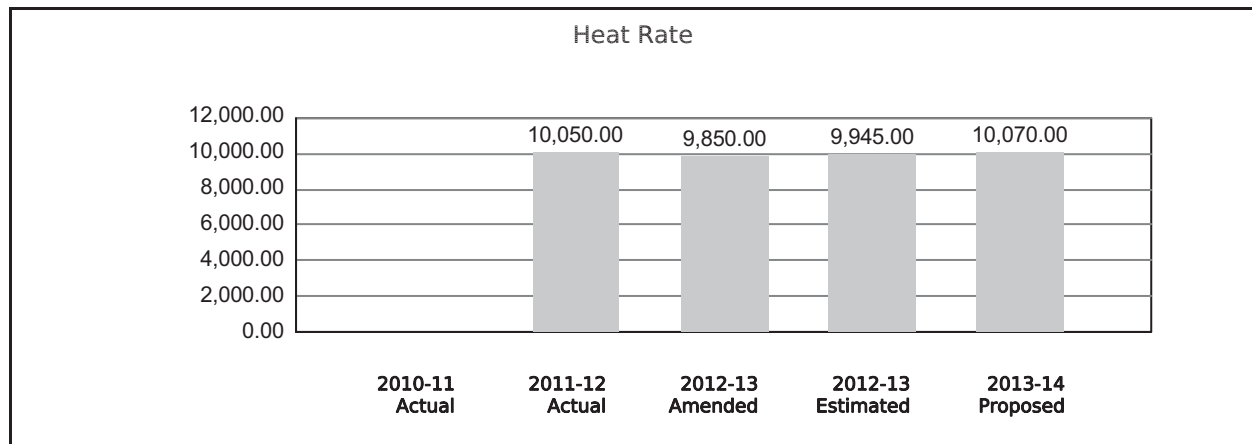 Heat Rate
12,000.00
10,000.00
8,000.00
6,000.00
4,000.00
2,000.00
0.00
10,050.00 9,850.00 9,945.00 10,070.00
2010-11 2011-12 2012-13 2012-13 2013-14
Actual Actual Amended Estimated Proposed